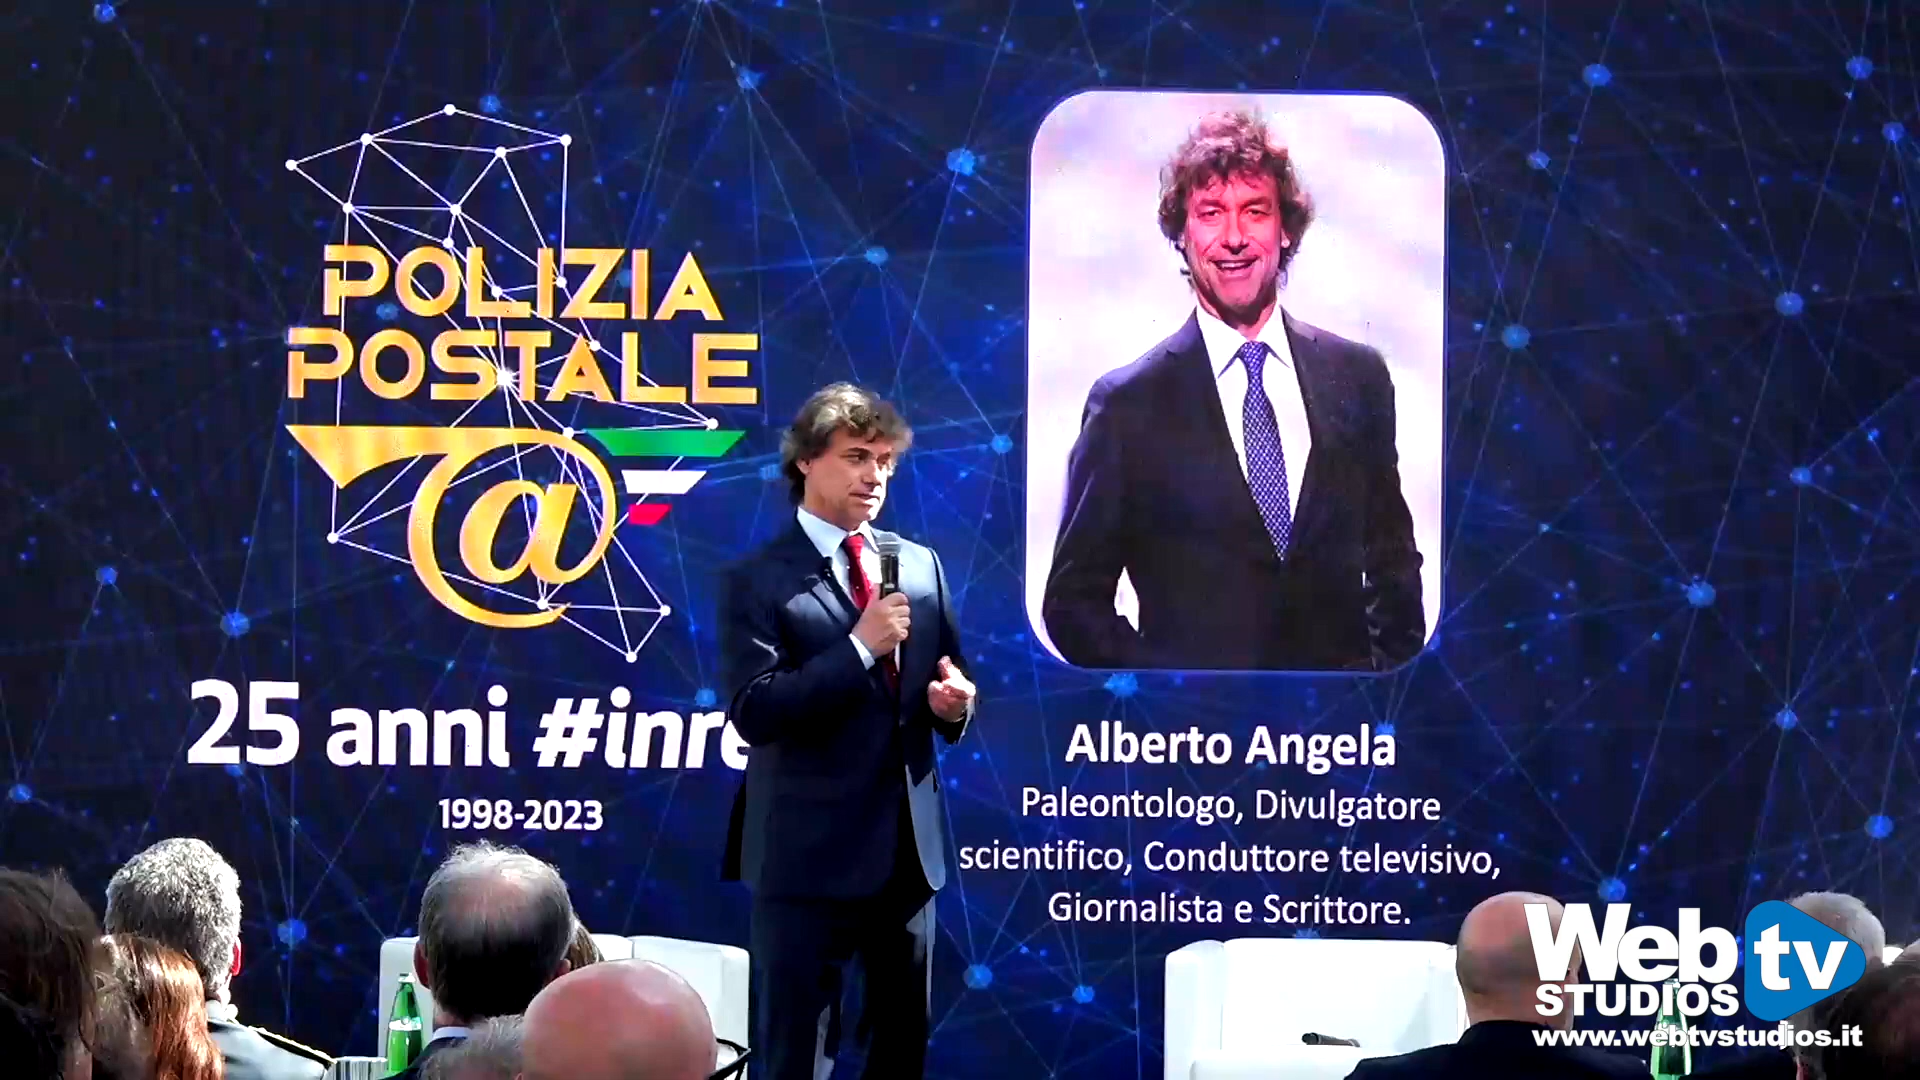 POLIZIA
POSTALE
@
25 anni #inre
1998-2023
Alberto Angela
Paleontologo, Divulgatore
scientifico, Conduttore televisivo,
Giornalista e Scrittore.
Web tv
STUDIOS
www.webtvstudios.it